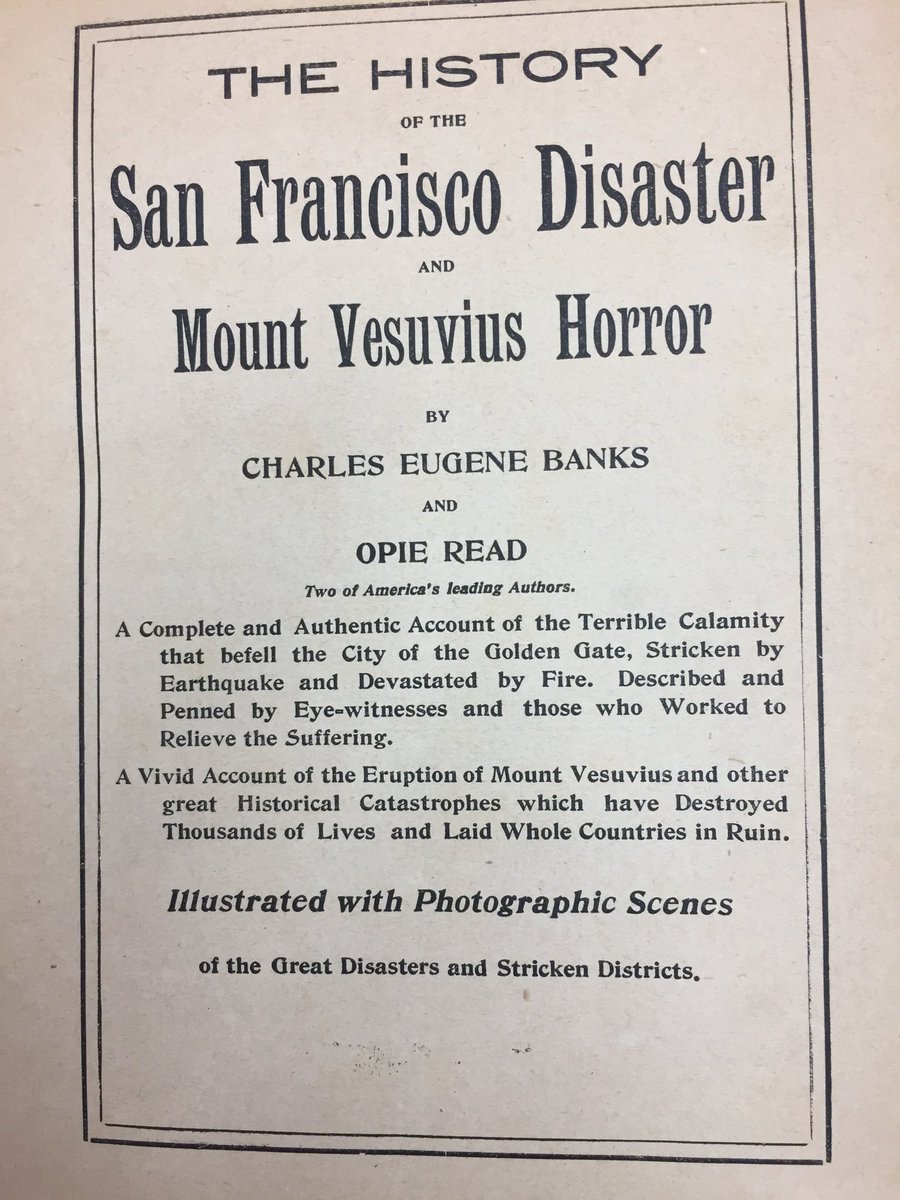 THE HISTORY
OF THE
San Francisco Disaster
AND
Mount Vesuvius Horror
BY
CHARLES EUGENE BANKS
AND
OPIE READ
Two of America's leading Authors.
A Complete and Authentic Account of the Terrible Calamity
that befell the City of the Golden Gate, Stricken by
Earthquake and Devastated by Fire. Described and
Penned by Eye-witnesses and those who Worked to
Relieve the Suffering.
A Vivid Account of the Eruption of Mount Vesuvius and other
great Historical Catastrophes which have Destroyed
Thousands of Lives and Laid Whole Countries in Ruin.
Illustrated with Photographic Scenes
of the Great Disasters and Stricken Districts.